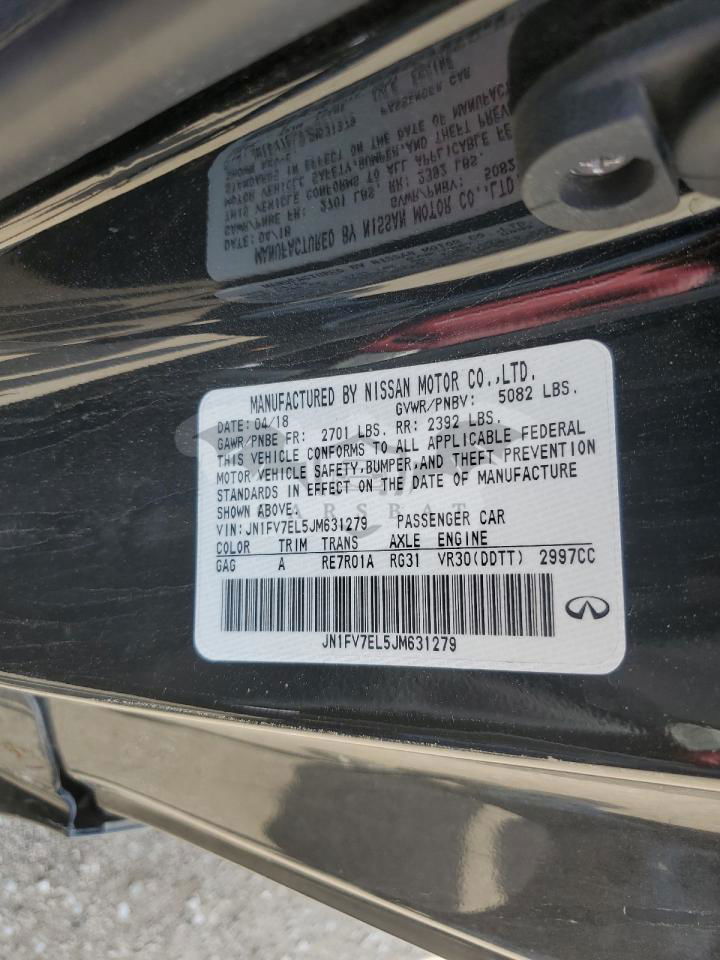 MANUFACTURED BY NISSAN MOTOR CO.,LTD.
DATE: 04/18 GVWR/PNBV: 5082 LBS.
GAWR/PNBE FR: 2701 LBS. RR: 2392 LBS.
THIS VEHICLE CONFORMS TO ALL APPLICABLE FEDERAL
MOTOR VEHICLE SAFETY,BUMPER,AND THEFT PREVENTION
STANDARDS IN EFFECT ON THE DATE OF MANUFACTURE
SHOWN ABOVE.
VIN:JN1FV7EL5JM631279 PASSENGER CAR
COLOR TRIM TRANS AXLE ENGINE
GAG A RE7R01A RG31 VR30(DDTT) 2997CC
JN1FV7EL5JM631279